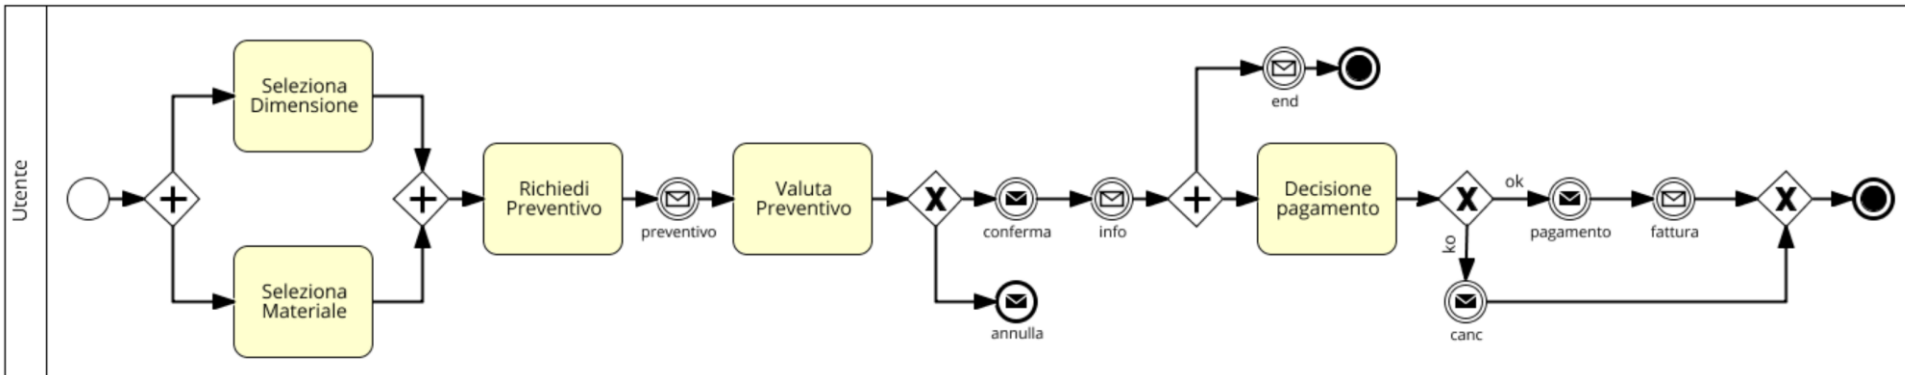 Utente
Seleziona
Dimensione
Seleziona
Materiale
Richiedi
Preventivo
preventivo
Valuta
Preventivo
conferma
annulla
info
end
Decisione
pagamento
ok
ko
pagamento
fattura
canc